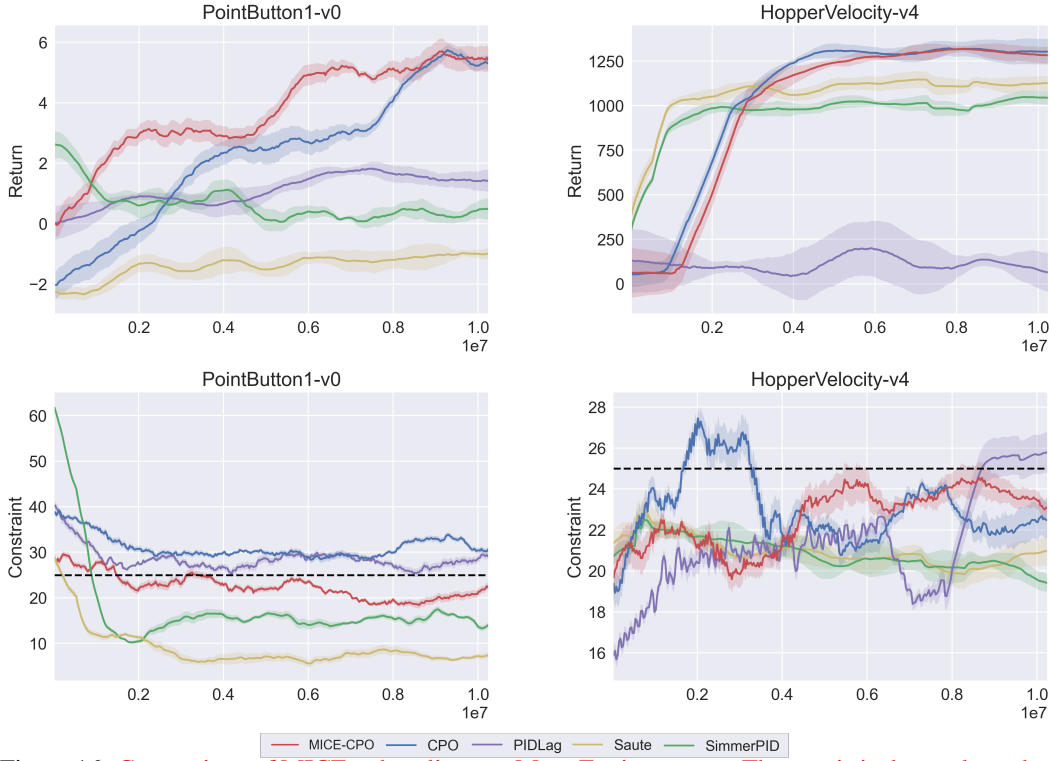 PointButton1-v0
HopperVelocity-v4
Return
6
4
2
0
−2
0.2 0.4 0.6 0.8 1.0
1e7
Return
1250
1000
750
500
250
0
0.2 0.4 0.6 0.8 1.0
1e7
PointButton1-v0
HopperVelocity-v4
Constraint
60
50
40
30
20
10
0.2 0.4 0.6 0.8 1.0
1e7
Constraint
28
26
24
22
20
18
16
0.2 0.4 0.6 0.8 1.0
1e7
MICE-CPO CPO PIDLag Saute SimmerPID